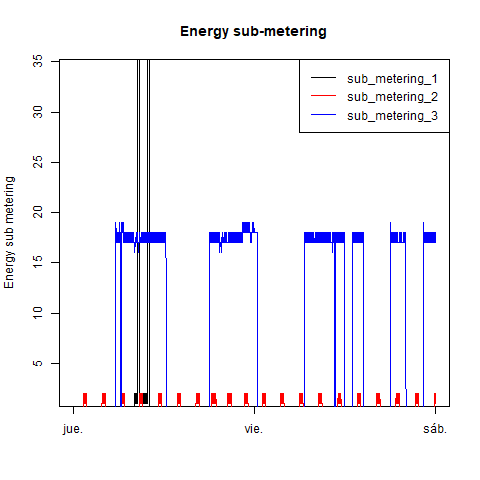 Energy sub-metering
sub_metering_1
sub_metering_2
sub_metering_3
Energy sub metering
35
30
25
20
15
10
5
jue.
vie.
sáb.